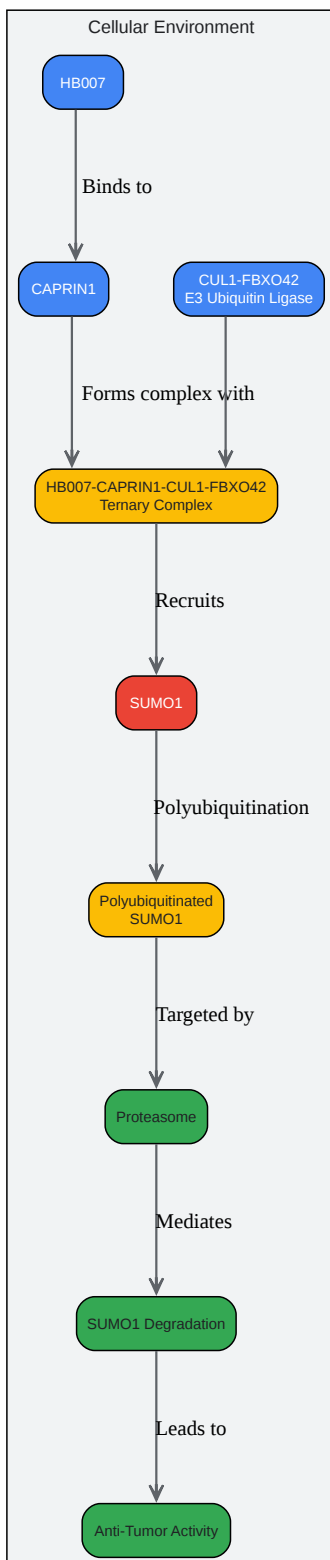 Cellular Environment
HB007
Binds to
CAPRIN1
CUL1-FBXO42
E3 Ubiquitin Ligase
Forms complex with
HB007-CAPRIN1-CUL1-FBXO42
Ternary Complex
Recruits
SUMO1
Polyubiquitination
Polyubiquitinated
SUMO1
Targeted by
Proteasome
Mediates
SUMO1 Degradation
Leads to
Anti-Tumor Activity